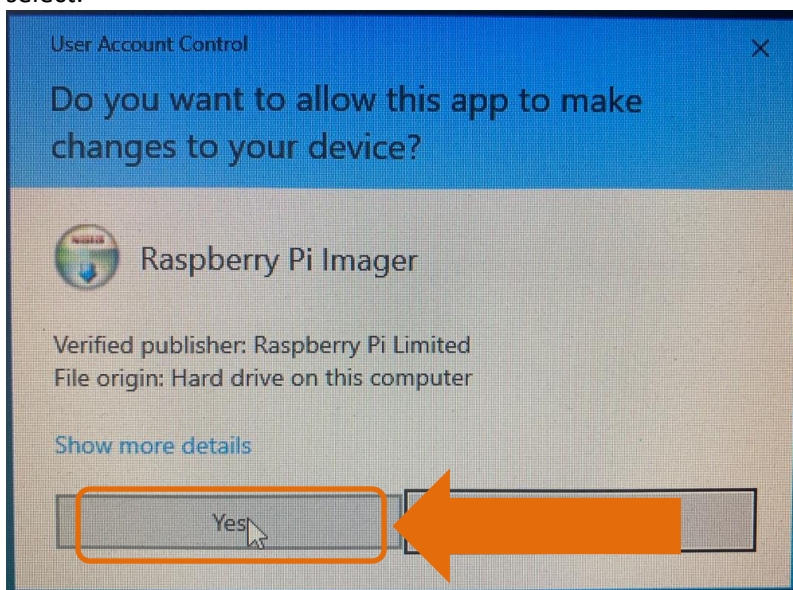 User Account Control
Do you want to allow this app to make
changes to your device?
Raspberry Pi Imager
Verified publisher: Raspberry Pi Limited
File origin: Hard drive on this computer
Show more details
Yes